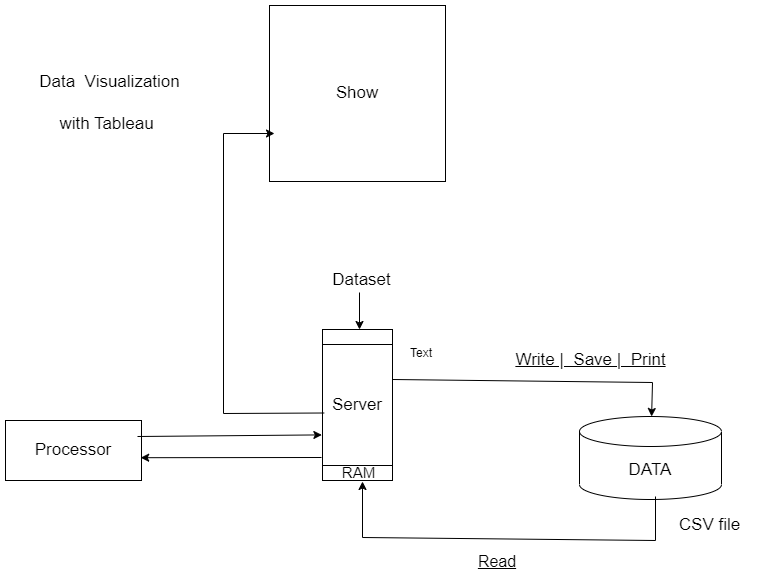 Data  Visualization
with Tableau
Show
Dataset
Text
Write |  Save |  Print
Server
Processor
RAM
DATA
CSV file
Read